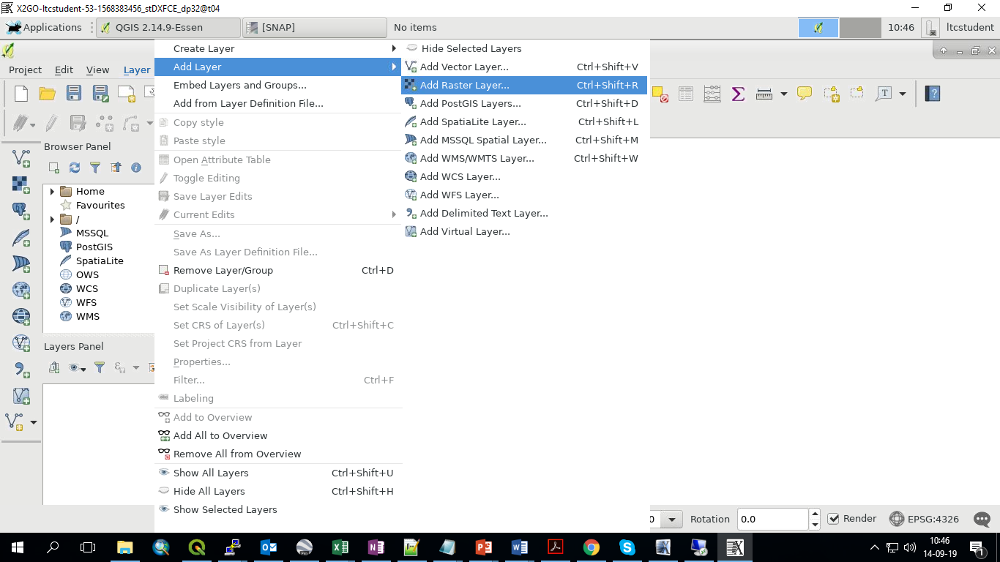 X2GO-ltcstudent-53-1568383456_stDXFCE_dp32@t04
Applications
QGIS 2.14.9-Essen
[SNAP]
No items
10:46
ltcstudent
Project Edit View Layer
Browser Panel
Home
Favourites
/
MSSQL
PostGIS
SpatiaLite
OWS
WCS
WFS
WMS
Layers Panel
Create Layer
Add Layer
Embed Layers and Groups...
Add from Layer Definition File...
Copy style
Paste style
Open Attribute Table
Toggle Editing
Save Layer Edits
Current Edits
Save As...
Save As Layer Definition File...
Remove Layer/Group Ctrl+D
Duplicate Layer(s)
Set Scale Visibility of Layer(s)
Set CRS of Layer(s) Ctrl+Shift+C
Set Project CRS from Layer
Properties...
Filter... Ctrl+F
Labeling
Add to Overview
Add All to Overview
Remove All from Overview
Show All Layers Ctrl+Shift+U
Hide All Layers Ctrl+Shift+H
Show Selected Layers
Hide Selected Layers
Add Vector Layer... Ctrl+Shift+V
Add Raster Layer... Ctrl+Shift+R
Add PostGIS Layers... Ctrl+Shift+D
Add SpatiaLite Layer... Ctrl+Shift+L
Add MSSQL Spatial Layer... Ctrl+Shift+M
Add WMS/WMTS Layer... Ctrl+Shift+W
Add WCS Layer...
Add WFS Layer...
Add Delimited Text Layer...
Add Virtual Layer...
0
Rotation 0.0
Render
EPSG:4326
10:46
14-09-19
1